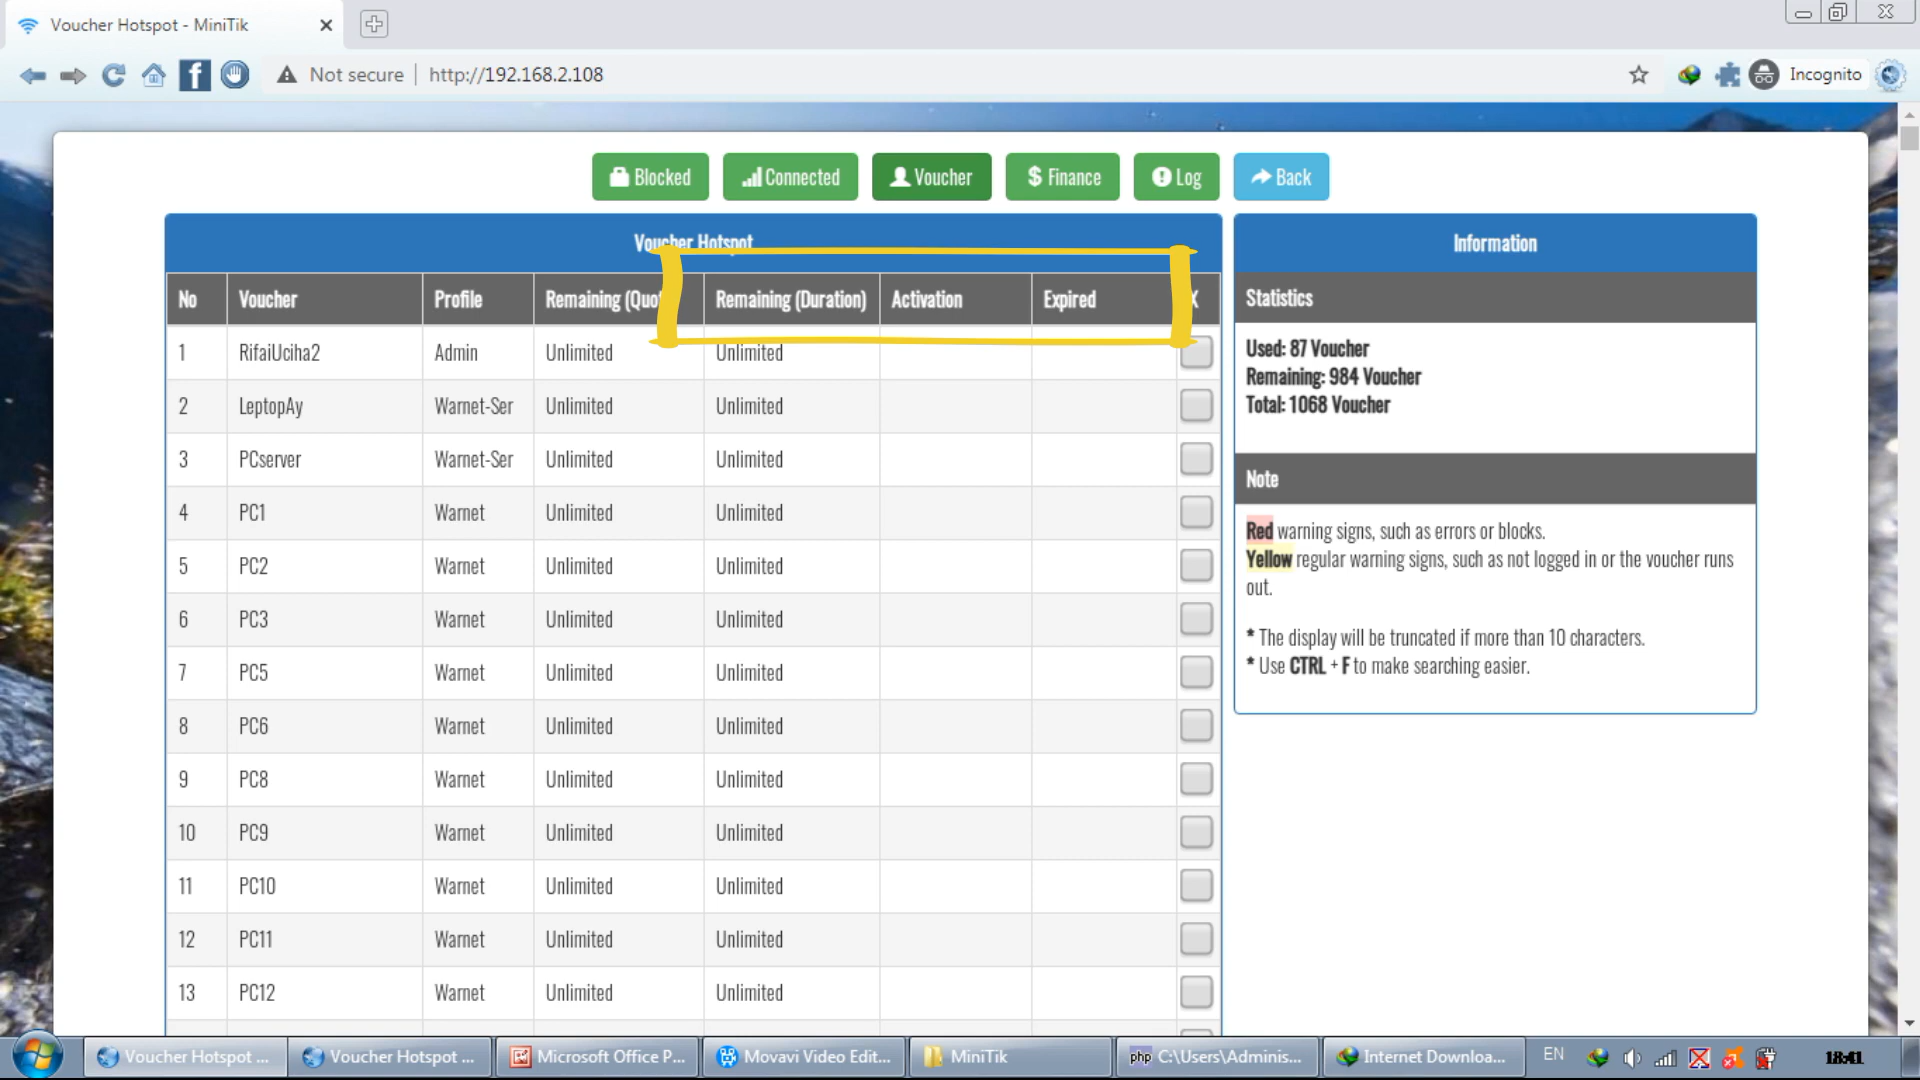 Voucher Hotspot - MiniTik
Not secure http://192.168.2.108
Incognito
Blocked Connected Voucher Finance Log Back
Voucher Hotspot
No Voucher Profile Remaining (Quo Remaining (Duration) Activation Expired X
1 RifaiUciha2 Admin Unlimited Unlimited
2 LeptopAy Warnet-Ser Unlimited Unlimited
3 PCserver Warnet-Ser Unlimited Unlimited
4 PC1 Warnet Unlimited Unlimited
5 PC2 Warnet Unlimited Unlimited
6 PC3 Warnet Unlimited Unlimited
7 PC5 Warnet Unlimited Unlimited
8 PC6 Warnet Unlimited Unlimited
9 PC8 Warnet Unlimited Unlimited
10 PC9 Warnet Unlimited Unlimited
11 PC10 Warnet Unlimited Unlimited
12 PC11 Warnet Unlimited Unlimited
13 PC12 Warnet Unlimited Unlimited
Information
Statistics
Used: 87 Voucher
Remaining: 984 Voucher
Total: 1068 Voucher
Note
Red warning signs, such as errors or blocks.
Yellow regular warning signs, such as not logged in or the voucher runs
out.
* The display will be truncated if more than 10 characters.
* Use CTRL + F to make searching easier.
Voucher Hotspot ... Voucher Hotspot ... Microsoft Office P... Movavi Video Edit... MiniTik php C:\Users\Adminis... Internet Downloa... EN 18:41